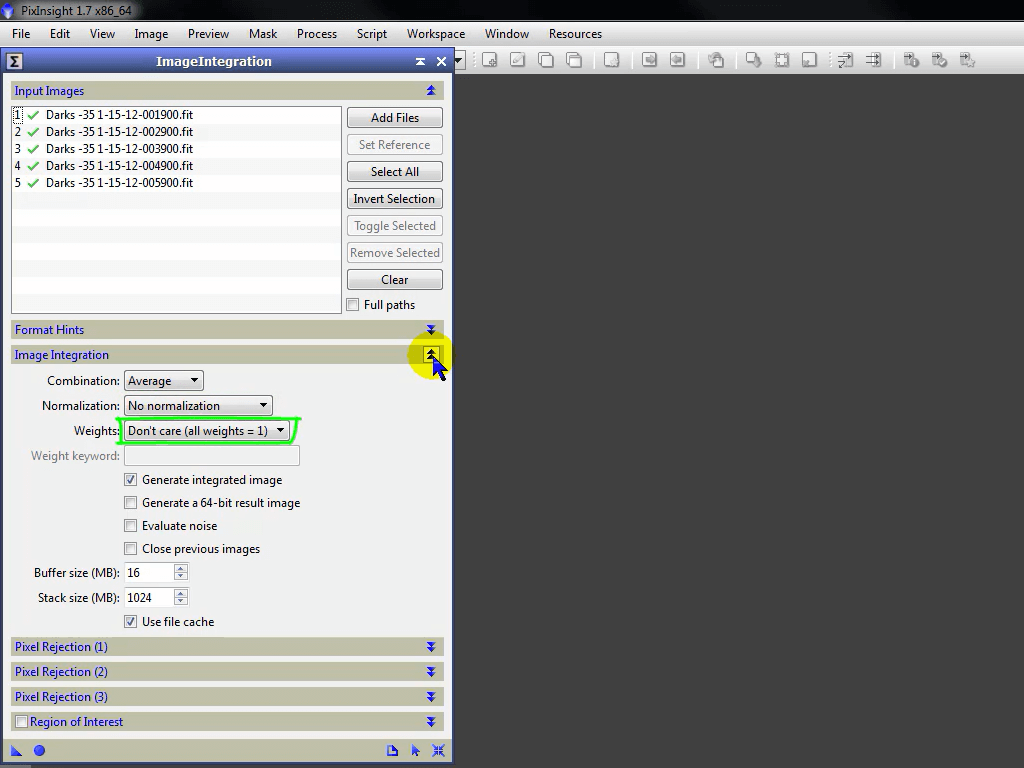 PixInsight 1.7 x86_64
File Edit View Image Preview Mask Process Script Workspace Window Resources
Σ ImageIntegration
Input Images
1 Darks -35 1-15-12-001900.fit
2 Darks -35 1-15-12-002900.fit
3 Darks -35 1-15-12-003900.fit
4 Darks -35 1-15-12-004900.fit
5 Darks -35 1-15-12-005900.fit
Add Files
Set Reference
Select All
Invert Selection
Toggle Selected
Remove Selected
Clear
Full paths
Format Hints
Image Integration
Combination: Average
Normalization: No normalization
Weights: Don't care (all weights = 1)
Weight keyword:
Generate integrated image
Generate a 64-bit result image
Evaluate noise
Close previous images
Buffer size (MB): 16
Stack size (MB): 1024
Use file cache
Pixel Rejection (1)
Pixel Rejection (2)
Pixel Rejection (3)
Region of Interest